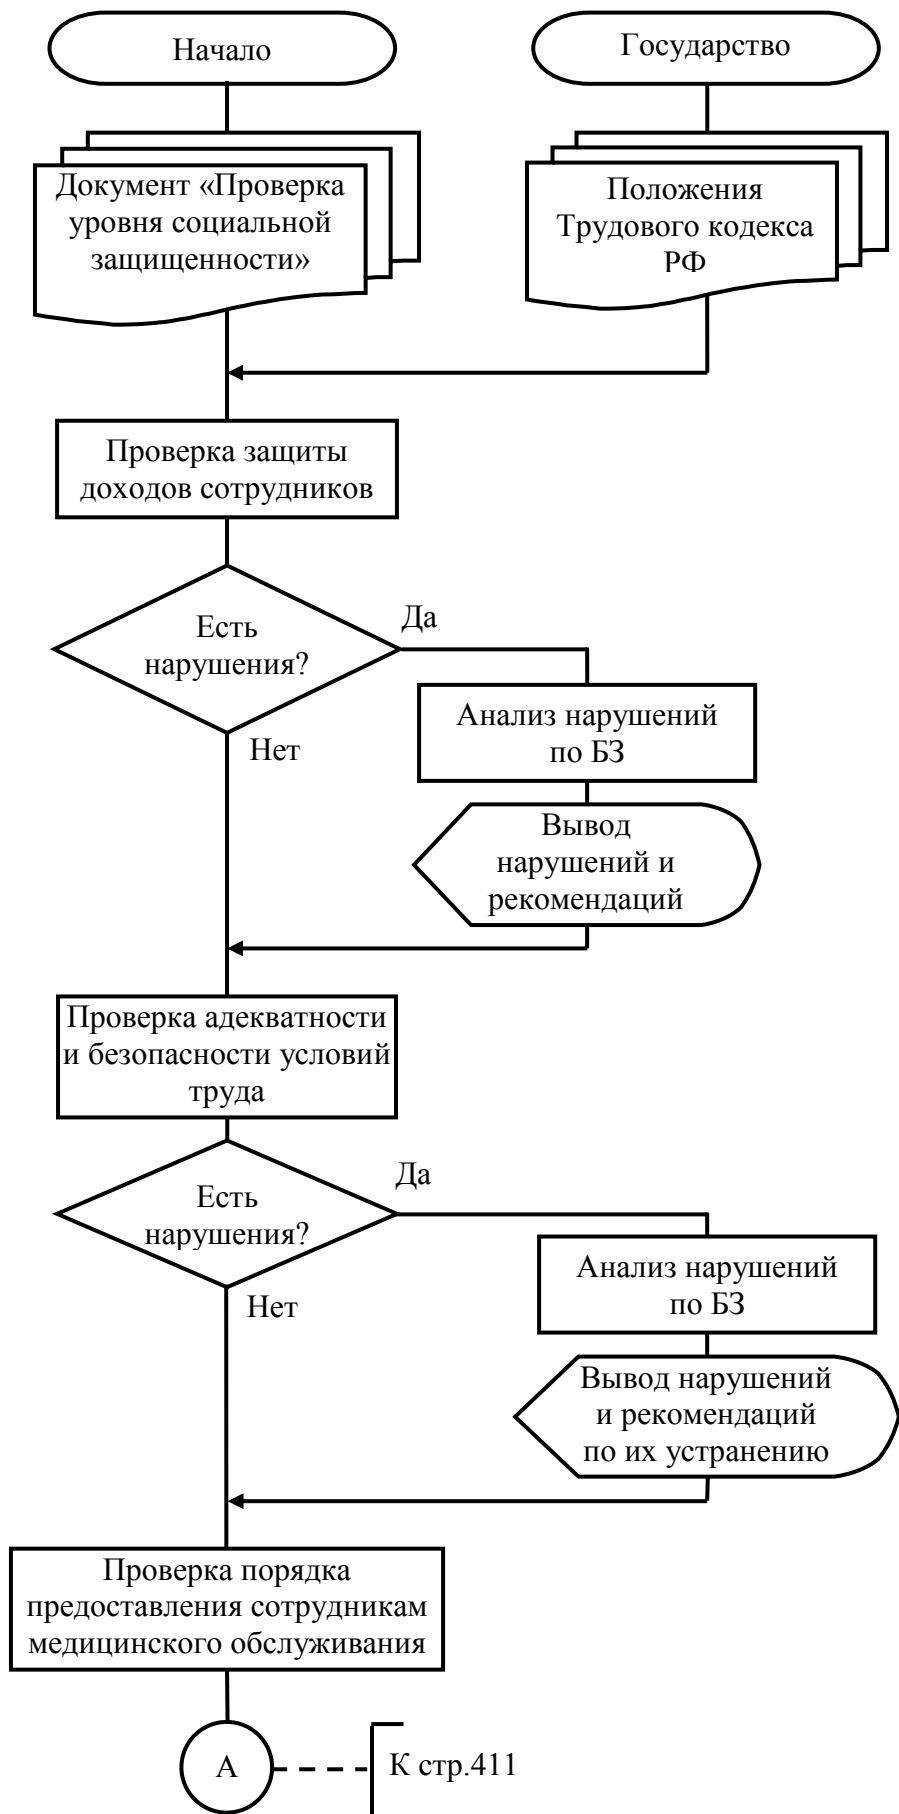 Начало
Государство
Документ «Проверка
уровня социальной
защищенности»
Положения
Трудового кодекса
РФ
Проверка защиты
доходов сотрудников
Есть
нарушения?
Да
Нет
Анализ нарушений
по БЗ
Вывод
нарушений и
рекомендаций
Проверка адекватности
и безопасности условий
труда
Есть
нарушения?
Да
Нет
Анализ нарушений
по БЗ
Вывод нарушений
и рекомендаций
по их устранению
Проверка порядка
предоставления сотрудникам
медицинского обслуживания
А
К стр.411